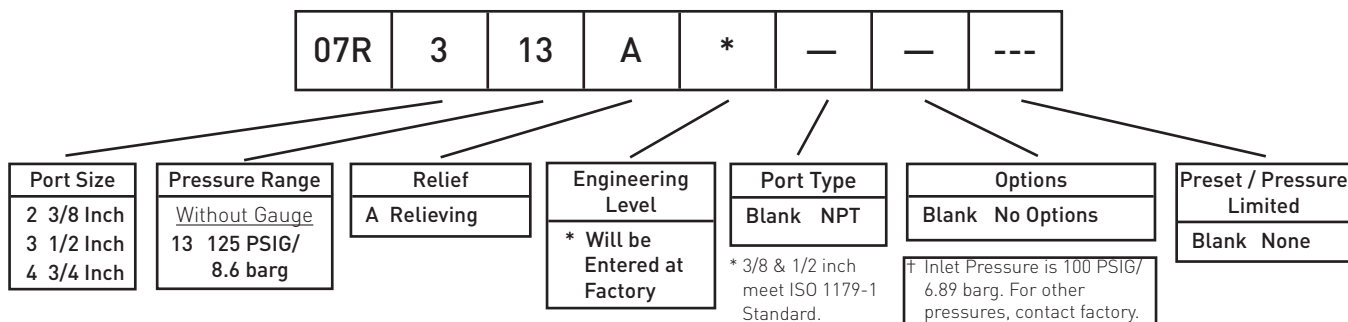 07R 3 13 A * — — ---
Port Size
2 3/8 Inch
3 1/2 Inch
4 3/4 Inch
Pressure Range
Without Gauge
13 125 PSIG/
8.6 barg
Relief
A Relieving
Engineering
Level
* Will be
Entered at
Factory
Port Type
Blank NPT
* 3/8 & 1/2 inch
meet ISO 1179-1
Standard.
Options
Blank No Options
† Inlet Pressure is 100 PSIG/
6.89 barg. For other
pressures, contact factory.
Preset / Pressure
Limited
Blank None